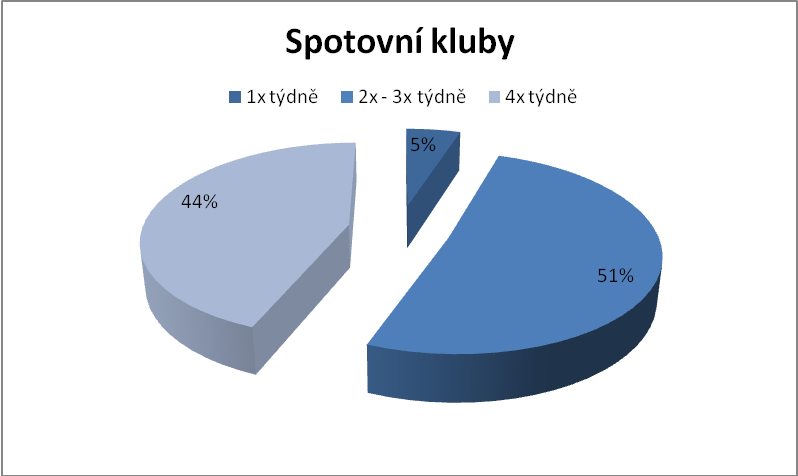 Spotovní kluby
1x týdně 2x - 3x týdně 4x týdně
5%
44%
51%